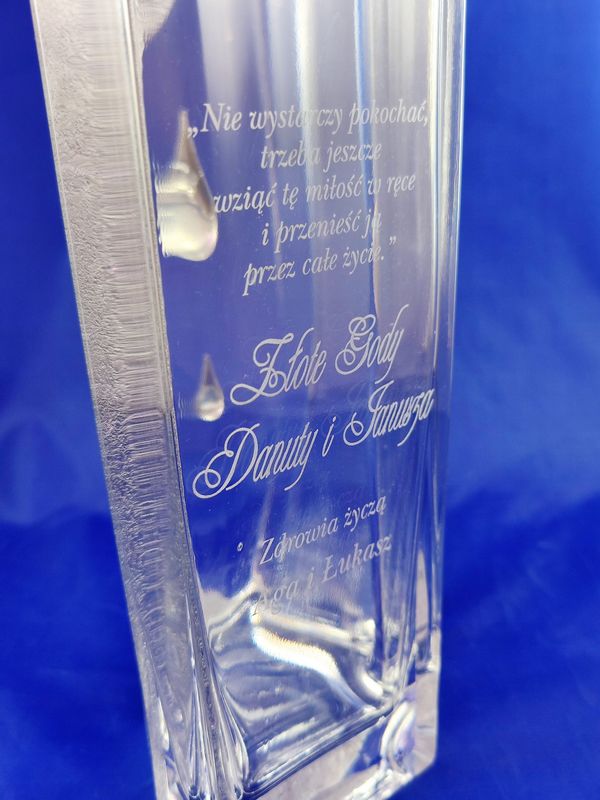 „Nie wystarczy pokochać,
trzeba jeszcze
wziąć tę miłość w ręce
i przenieść ją
przez całe życie."
Złote Gody
Danuty i Janusza
Zdrowia życzą
Aga i Łukasz